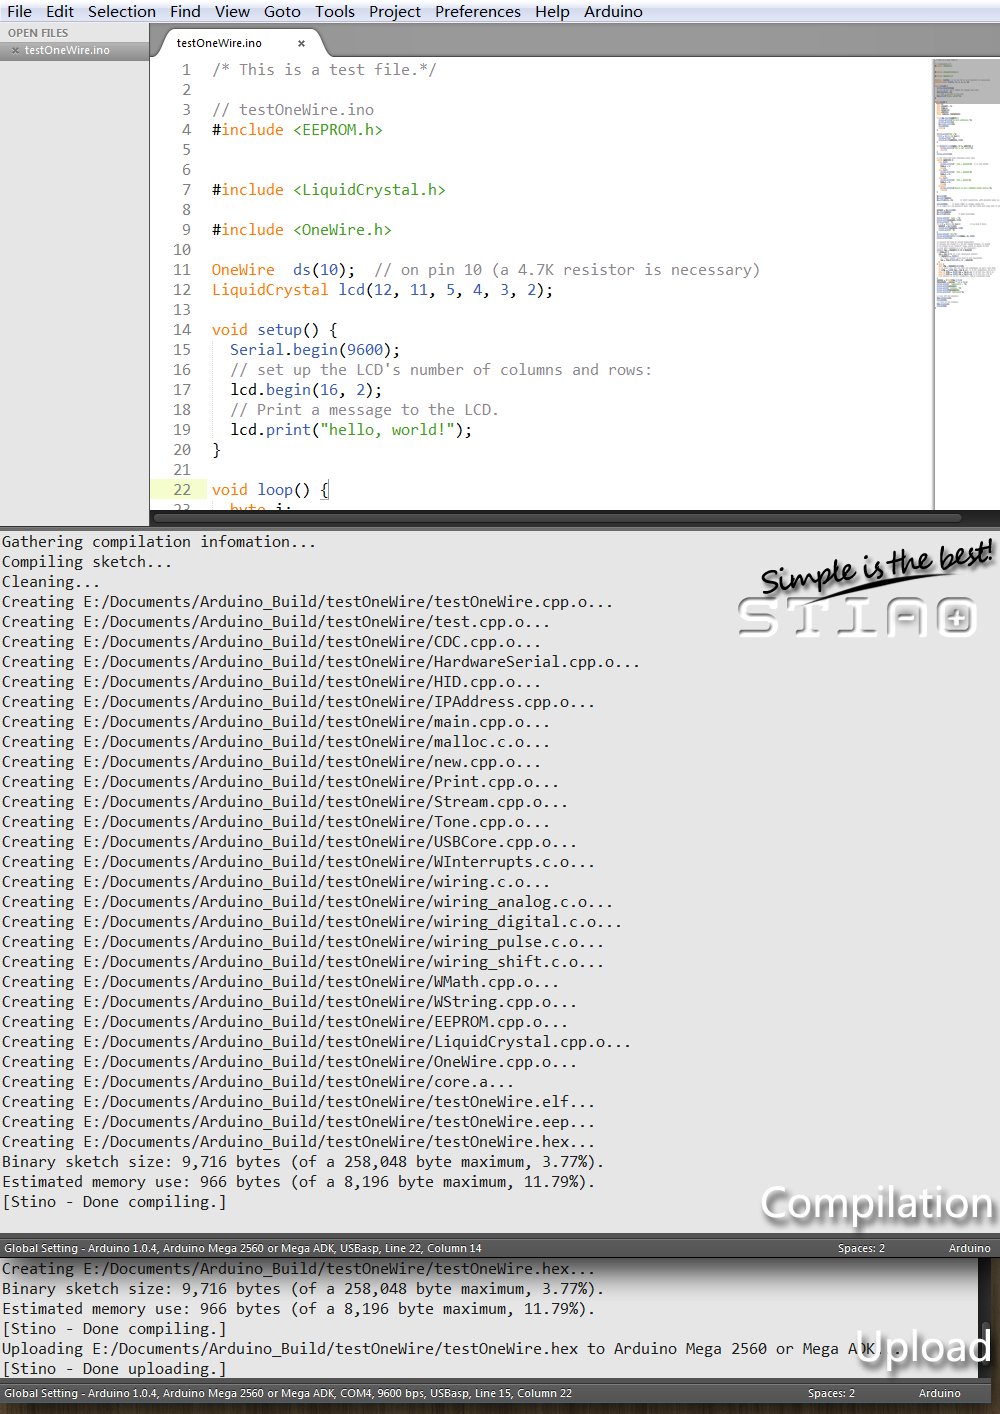 File Edit Selection Find View Goto Tools Project Preferences Help Arduino
OPEN FILES
× testOneWire.ino
testOneWire.ino ×
1 /* This is a test file.*/
2
3 // testOneWire.ino
4 #include <EEPROM.h>
5
6
7 #include <LiquidCrystal.h>
8
9 #include <OneWire.h>
10
11 OneWire  ds(10);  // on pin 10 (a 4.7K resistor is necessary)
12 LiquidCrystal lcd(12, 11, 5, 4, 3, 2);
13
14 void setup() {
15   Serial.begin(9600);
16   // set up the LCD's number of columns and rows:
17   lcd.begin(16, 2);
18   // Print a message to the LCD.
19   lcd.print("hello, world!");
20 }
21
22 void loop() {
23   byte i;
Gathering compilation infomation...
Compiling sketch...
Cleaning...
Simple is the best!
STINO
Creating E:/Documents/Arduino_Build/testOneWire/testOneWire.cpp.o...
Creating E:/Documents/Arduino_Build/testOneWire/test.cpp.o...
Creating E:/Documents/Arduino_Build/testOneWire/CDC.cpp.o...
Creating E:/Documents/Arduino_Build/testOneWire/HardwareSerial.cpp.o...
Creating E:/Documents/Arduino_Build/testOneWire/HID.cpp.o...
Creating E:/Documents/Arduino_Build/testOneWire/IPAddress.cpp.o...
Creating E:/Documents/Arduino_Build/testOneWire/main.cpp.o...
Creating E:/Documents/Arduino_Build/testOneWire/malloc.c.o...
Creating E:/Documents/Arduino_Build/testOneWire/new.cpp.o...
Creating E:/Documents/Arduino_Build/testOneWire/Print.cpp.o...
Creating E:/Documents/Arduino_Build/testOneWire/Stream.cpp.o...
Creating E:/Documents/Arduino_Build/testOneWire/Tone.cpp.o...
Creating E:/Documents/Arduino_Build/testOneWire/USBCore.cpp.o...
Creating E:/Documents/Arduino_Build/testOneWire/WInterrupts.c.o...
Creating E:/Documents/Arduino_Build/testOneWire/wiring.c.o...
Creating E:/Documents/Arduino_Build/testOneWire/wiring_analog.c.o...
Creating E:/Documents/Arduino_Build/testOneWire/wiring_digital.c.o...
Creating E:/Documents/Arduino_Build/testOneWire/wiring_pulse.c.o...
Creating E:/Documents/Arduino_Build/testOneWire/wiring_shift.c.o...
Creating E:/Documents/Arduino_Build/testOneWire/WMath.cpp.o...
Creating E:/Documents/Arduino_Build/testOneWire/WString.cpp.o...
Creating E:/Documents/Arduino_Build/testOneWire/EEPROM.cpp.o...
Creating E:/Documents/Arduino_Build/testOneWire/LiquidCrystal.cpp.o...
Creating E:/Documents/Arduino_Build/testOneWire/OneWire.cpp.o...
Creating E:/Documents/Arduino_Build/testOneWire/core.a...
Creating E:/Documents/Arduino_Build/testOneWire/testOneWire.elf...
Creating E:/Documents/Arduino_Build/testOneWire/testOneWire.eep...
Creating E:/Documents/Arduino_Build/testOneWire/testOneWire.hex...
Binary sketch size: 9,716 bytes (of a 258,048 byte maximum, 3.77%).
Estimated memory use: 966 bytes (of a 8,196 byte maximum, 11.79%).
[Stino - Done compiling.]
Compilation
Global Setting - Arduino 1.0.4, Arduino Mega 2560 or Mega ADK, USBasp, Line 22, Column 14 Spaces: 2 Arduino
Creating E:/Documents/Arduino_Build/testOneWire/testOneWire.hex...
Binary sketch size: 9,716 bytes (of a 258,048 byte maximum, 3.77%).
Estimated memory use: 966 bytes (of a 8,196 byte maximum, 11.79%).
[Stino - Done compiling.]
Uploading E:/Documents/Arduino_Build/testOneWire/testOneWire.hex to Arduino Mega 2560 or Mega ADK...
Upload
[Stino - Done uploading.]
Global Setting - Arduino 1.0.4, Arduino Mega 2560 or Mega ADK, COM4, 9600 bps, USBasp, Line 15, Column 22 Spaces: 2 Arduino